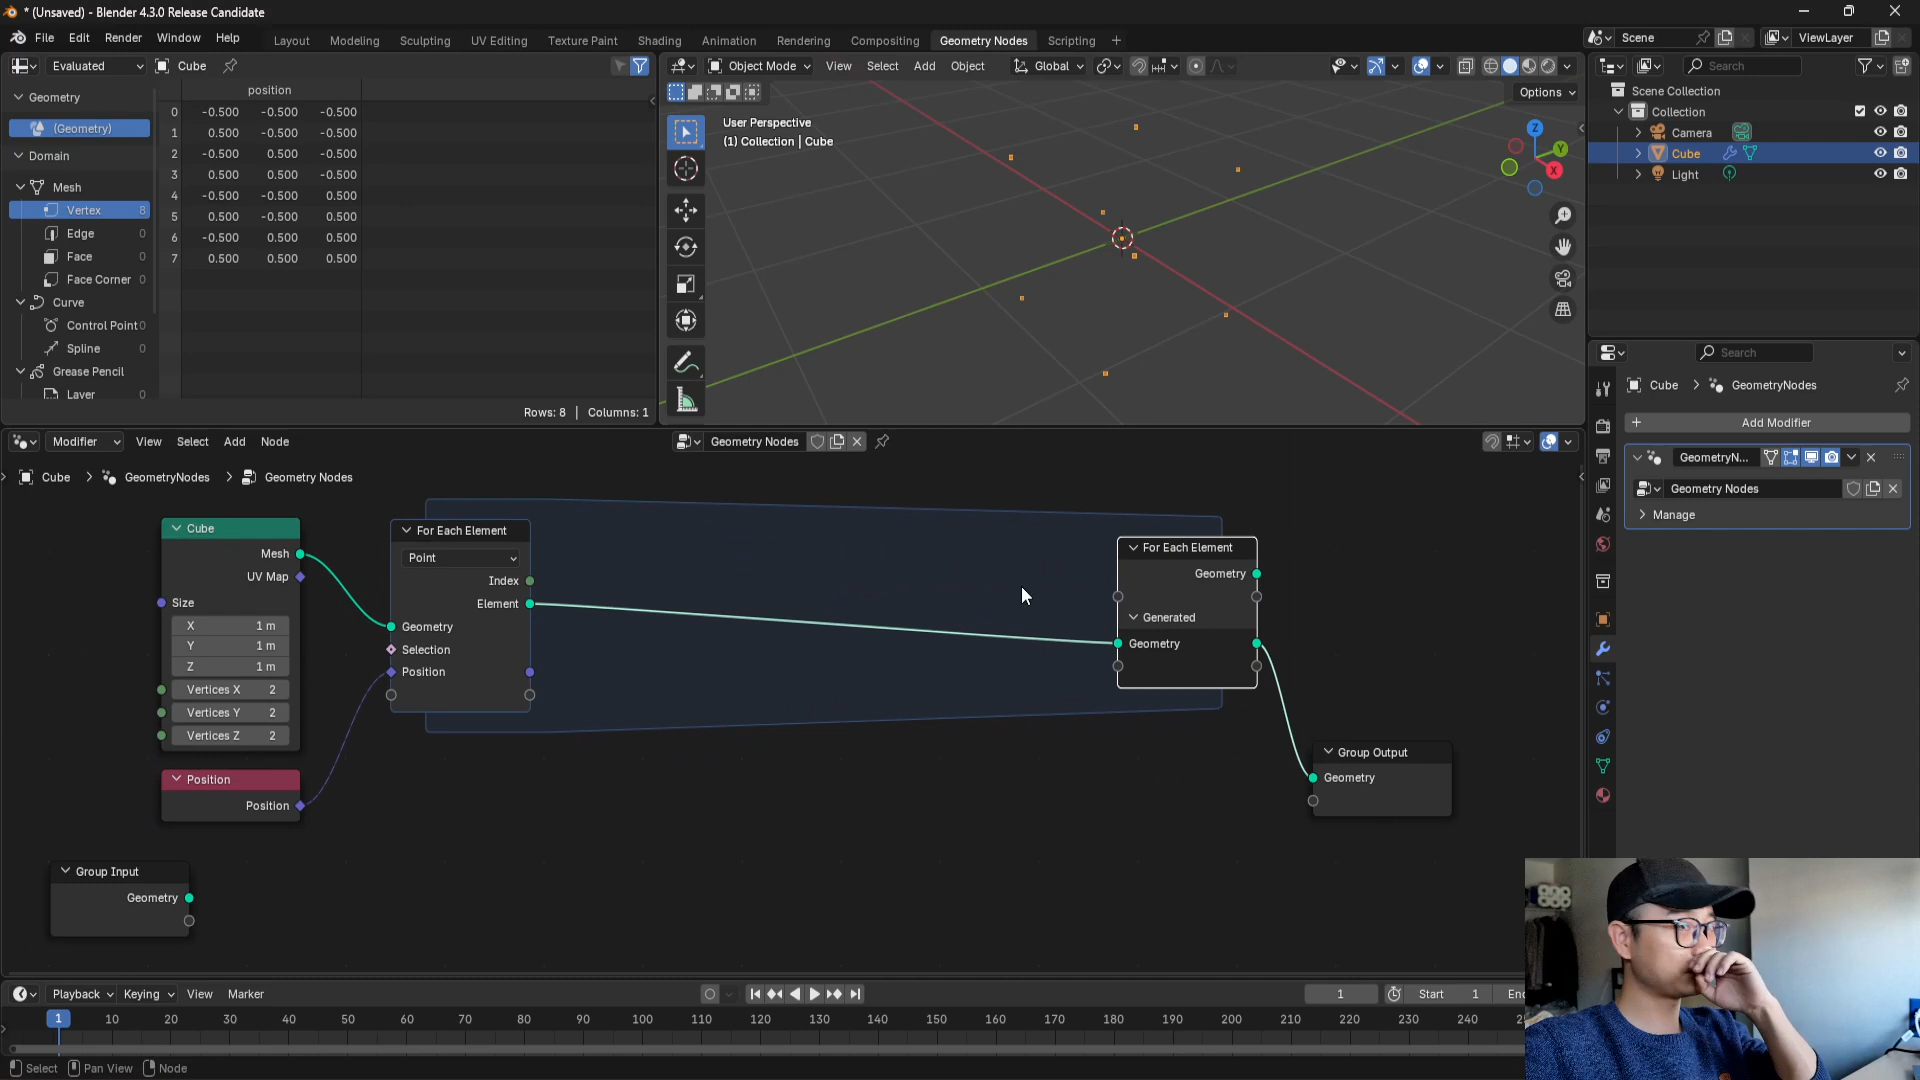 * (Unsaved) - Blender 4.3.0 Release Candidate
File Edit Render Window Help
Layout Modeling Sculpting UV Editing Texture Paint Shading Animation Rendering Compositing Geometry Nodes Scripting +
Scene
ViewLayer
Evaluated
Cube
Geometry
(Geometry)
Domain
Mesh
Vertex 8
Edge 0
Face 0
Face Corner 0
Curve
Control Point 0
Spline 0
Grease Pencil
Layer 0
position
0 -0.500 -0.500 -0.500
1 0.500 -0.500 -0.500
2 -0.500 0.500 -0.500
3 0.500 0.500 -0.500
4 -0.500 -0.500 0.500
5 0.500 -0.500 0.500
6 -0.500 0.500 0.500
7 0.500 0.500 0.500
Rows: 8 | Columns: 1
Object Mode View Select Add Object Global
Options
User Perspective
(1) Collection | Cube
Z
Y
X
Search
Scene Collection
Collection
Camera
Cube
Light
Search
Cube > GeometryNodes
+ Add Modifier
GeometryN...
Geometry Nodes
Manage
Modifier View Select Add Node
Geometry Nodes
Cube > GeometryNodes > Geometry Nodes
Cube
Mesh
UV Map
Size
X 1 m
Y 1 m
Z 1 m
Vertices X 2
Vertices Y 2
Vertices Z 2
Position
Position
Group Input
Geometry
For Each Element
Point
Index
Element
Geometry
Selection
Position
For Each Element
Geometry
Generated
Geometry
Group Output
Geometry
Playback Keying View Marker
1
Start 1
1 10 20 30 40 50 60 70 80 90 100 110 120 130 140 150 160 170 180 190 200 210 220 230 240
Select Pan View Node